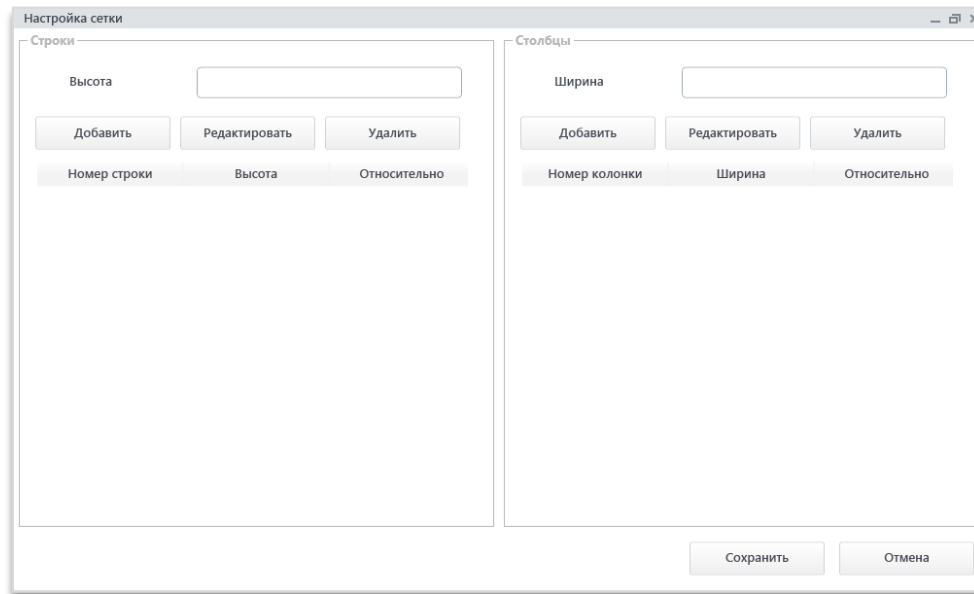 Настройка сетки
Строки
Высота
Добавить Редактировать Удалить
Номер строки Высота Относительно
Столбцы
Ширина
Добавить Редактировать Удалить
Номер колонки Ширина Относительно
Сохранить Отмена